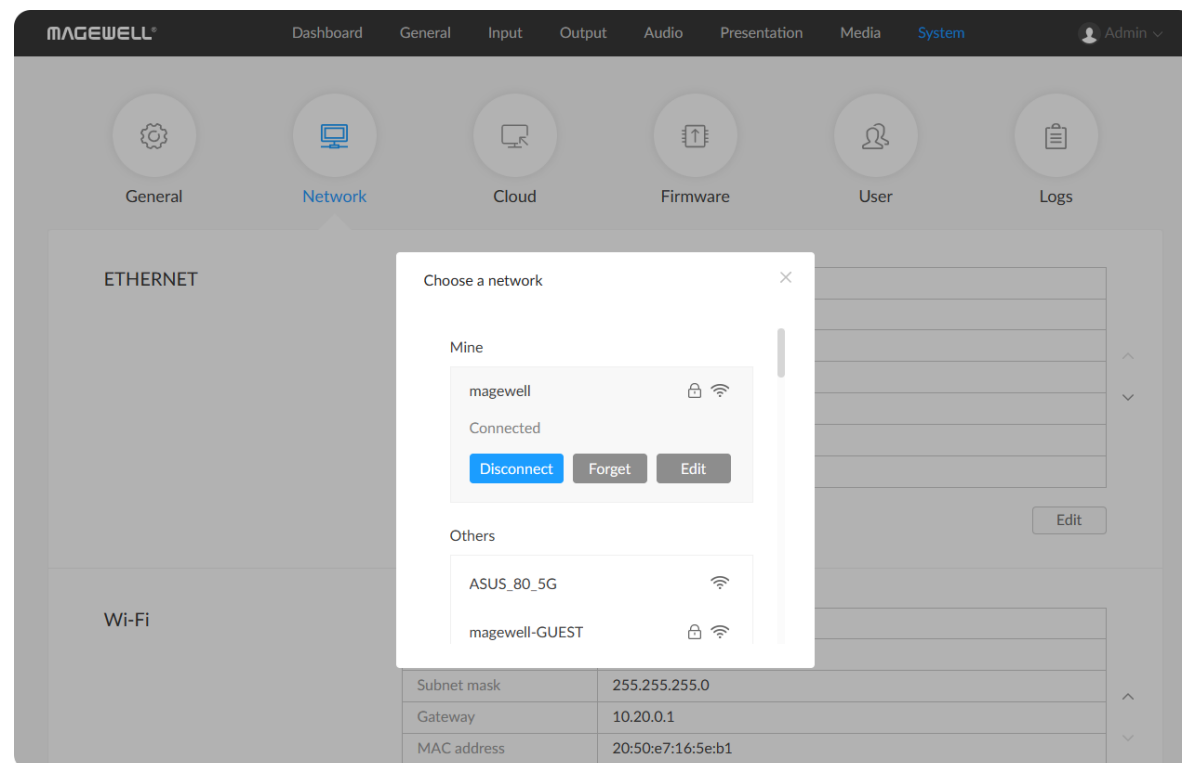 MAGEWELL® Dashboard General Input Output Audio Presentation Media System Admin
General Network Cloud Firmware User Logs
ETHERNET
Choose a network
Mine
magewell
Connected
Disconnect Forget Edit
Others
ASUS_80_5G
magewell-GUEST
Edit
Wi-Fi
Subnet mask 255.255.255.0
Gateway 10.20.0.1
MAC address 20:50:e7:16:5e:b1